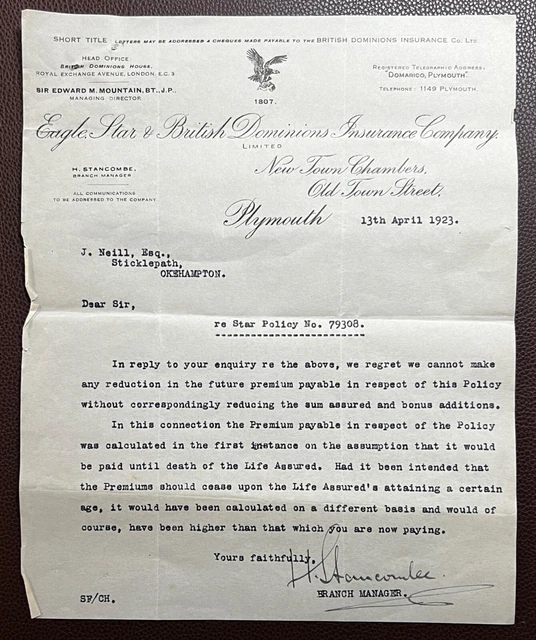 SHORT TITLE LETTERS MAY BE ADDRESSED & CHEQUES MADE PAYABLE TO THE BRITISH DOMINIONS INSURANCE Co. LTD
HEAD OFFICE
BRITISH DOMINIONS HOUSE,
ROYAL EXCHANGE AVENUE, LONDON, E.C. 3
SIR EDWARD M. MOUNTAIN, BT., J.P.,
MANAGING DIRECTOR
REGISTERED TELEGRAPHIC ADDRESS,
"DOMARICO, PLYMOUTH".
TELEPHONE: 1149 PLYMOUTH.
1807.
Eagle, Star & British Dominions Insurance Company,
LIMITED
H. STANCOMBE,
BRANCH MANAGER
New Town Chambers,
Old Town Street,
ALL COMMUNICATIONS
TO BE ADDRESSED TO THE COMPANY
Plymouth 13th April 1923.
J. Neill, Esq.,
Sticklepath,
OKEHAMPTON.
Dear Sir,
re Star Policy No. 79308.
In reply to your enquiry re the above, we regret we cannot make
any reduction in the future premium payable in respect of this Policy
without correspondingly reducing the sum assured and bonus additions.
In this connection the Premium payable in respect of the Policy
was calculated in the first instance on the assumption that it would
be paid until death of the Life Assured. Had it been intended that
the Premiums should cease upon the Life Assured's attaining a certain
age, it would have been calculated on a different basis and would of
course, have been higher than that which you are now paying.
Yours faithfully.
H. Stancombe
BRANCH MANAGER.
SF/CH.